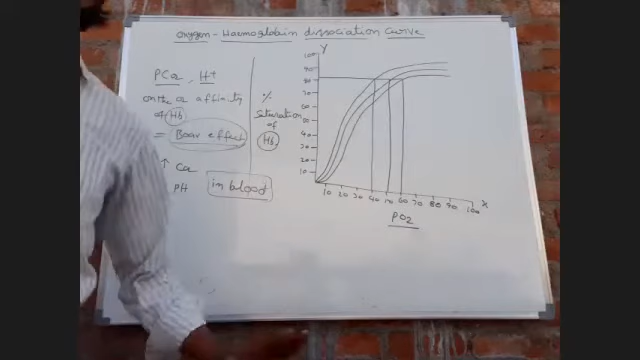 oxygen - Haemoglobin dissociation curve
PCO2, H+
on the O2 affinity
of Hb
= Boar effect
↑ Co2
PH in blood
%
Saturation
of
Hb
Y
100
90
80
70
60
50
40
30
20
10
10 20 30 40 50 60 70 80 90 100 X
PO2